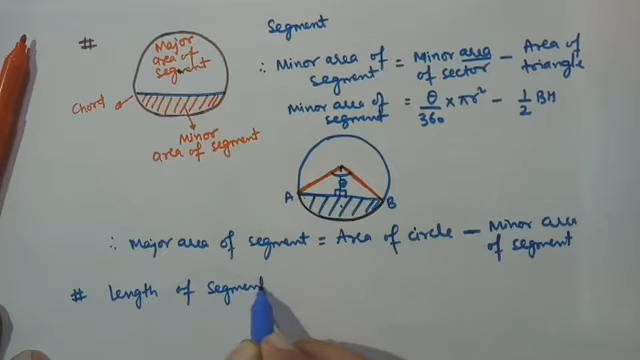 Segment
#
Major
area of
segment
Chord
Minor
area of segment
∴ Minor area of segment = Minor area of sector − Area of triangle
Minor area of segment = θ/360 × πr² − 1/2 BH
θ
A
B
∴ Major area of segment = Area of circle − Minor area of segment
# Length of Segment